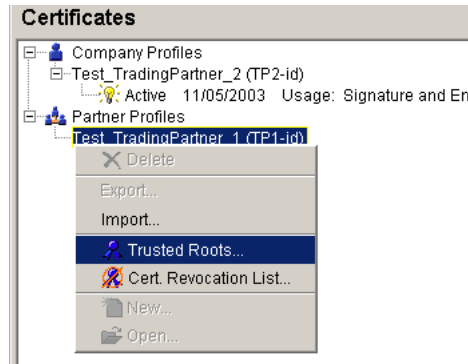 Certificates
Company Profiles
Test_TradingPartner_2 (TP2-id)
Active 11/05/2003 Usage: Signature and En
Partner Profiles
Test_TradingPartner_1 (TP1-id)
Delete
Export...
Import...
Trusted Roots...
Cert. Revocation List...
New...
Open...